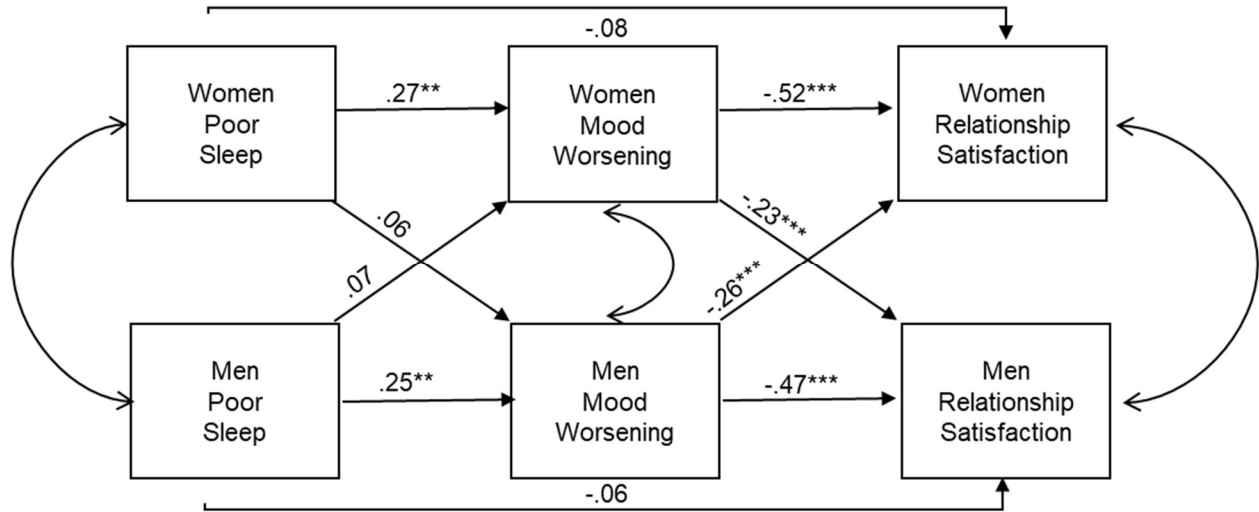 -.08
Women
Poor
Sleep
.27**
Women
Mood
Worsening
-.52***
Women
Relationship
Satisfaction
.06
.07
-.23***
-.26***
Men
Poor
Sleep
.25**
Men
Mood
Worsening
-.47***
Men
Relationship
Satisfaction
-.06